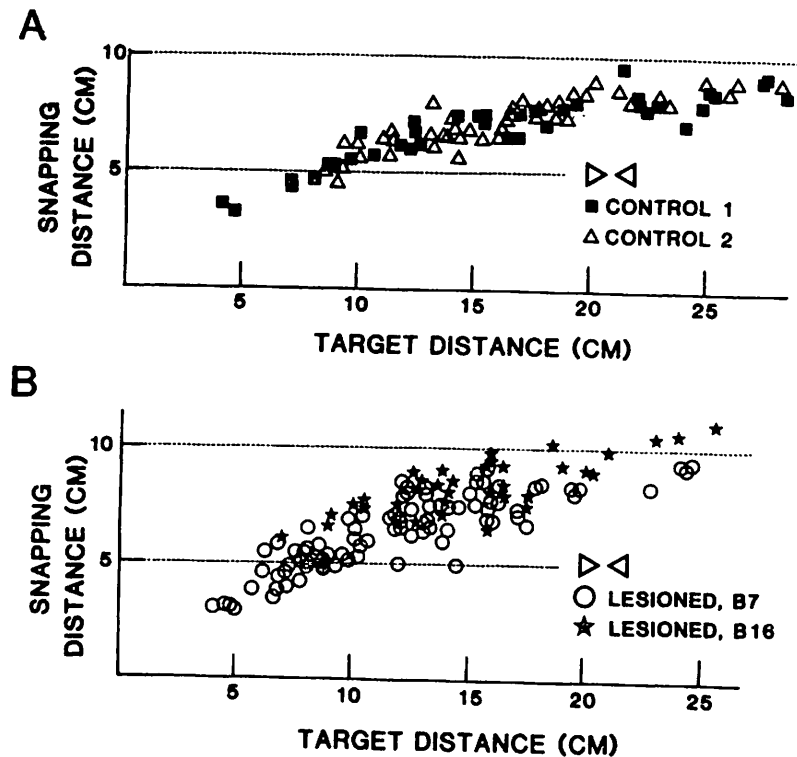 A
10
SNAPPING
DISTANCE (CM)
5
CONTROL 1
CONTROL 2
5 10 15 20 25
TARGET DISTANCE (CM)
B
10
SNAPPING
DISTANCE (CM)
5
LESIONED, B7
LESIONED, B16
5 10 15 20 25
TARGET DISTANCE (CM)